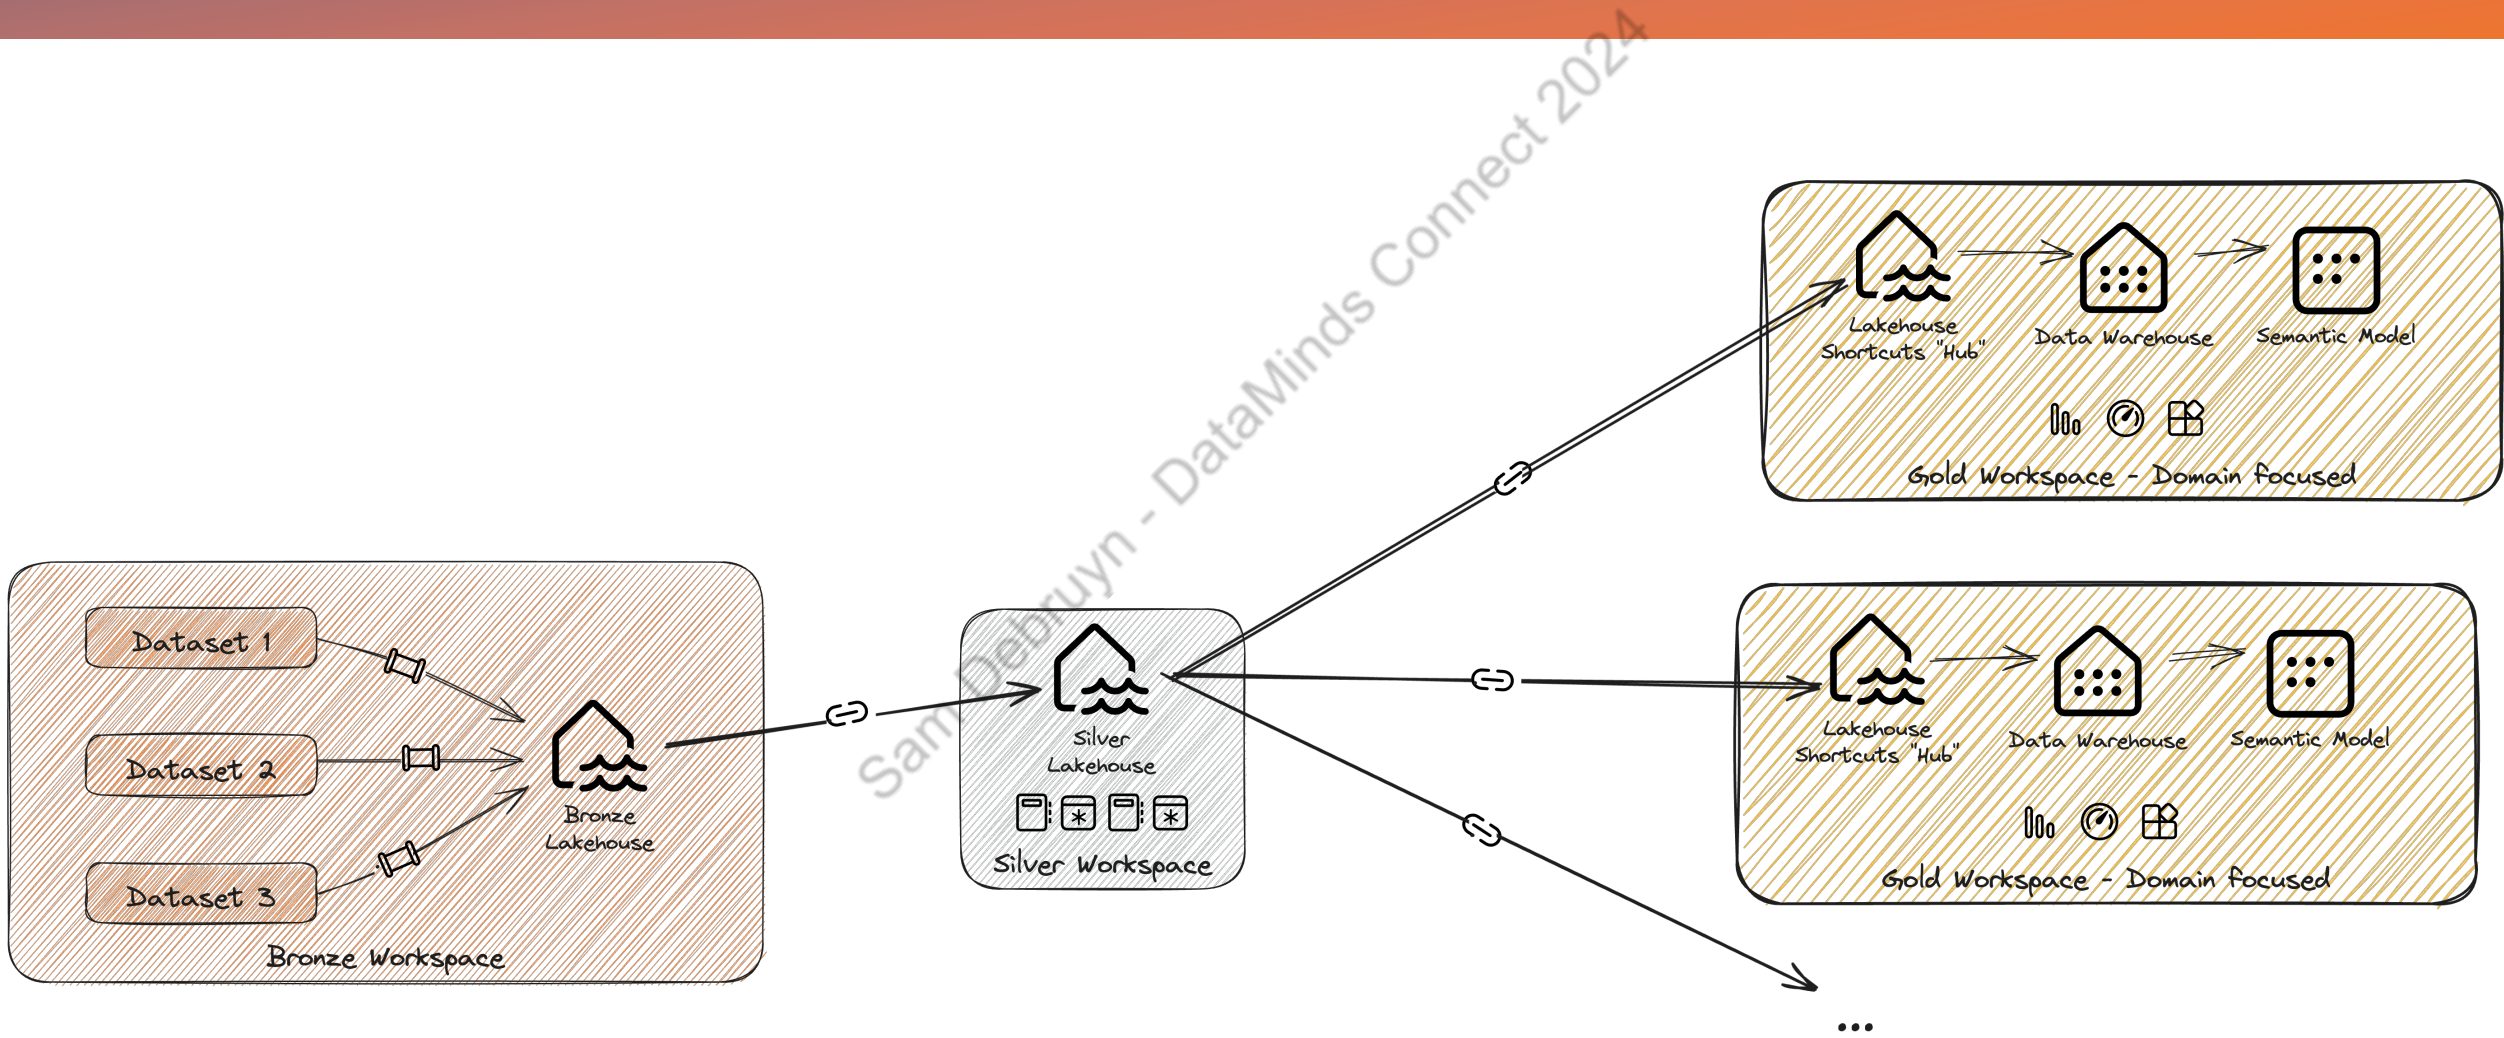 Sam Debruyn - DataMinds Connect 2024
Dataset 1
Dataset 2
Dataset 3
Bronze
Lakehouse
Bronze Workspace
Silver
Lakehouse
Silver Workspace
Lakehouse
Shortcuts "Hub"
Data Warehouse
Semantic Model
Gold Workspace - Domain focused
Lakehouse
Shortcuts "Hub"
Data Warehouse
Semantic Model
Gold Workspace - Domain focused
...